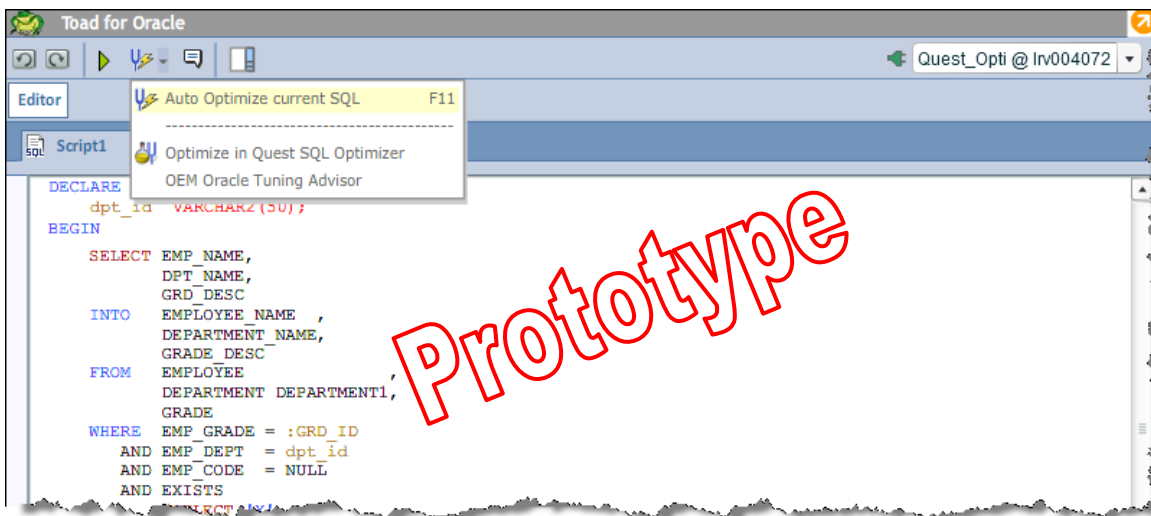 Toad for Oracle
Quest_Opti @ lrv004072
Editor
Auto Optimize current SQL F11
--------------------------------------------
Script1
Optimize in Quest SQL Optimizer
OEM Oracle Tuning Advisor
DECLARE
dpt_id VARCHAR2(50);
BEGIN
SELECT EMP_NAME,
DPT_NAME,
GRD_DESC
INTO EMPLOYEE_NAME ,
DEPARTMENT_NAME,
GRADE_DESC
FROM EMPLOYEE ,
DEPARTMENT DEPARTMENT1,
GRADE
WHERE EMP_GRADE = :GRD_ID
AND EMP_DEPT = dpt_id
AND EMP_CODE = NULL
AND EXISTS
Prototype